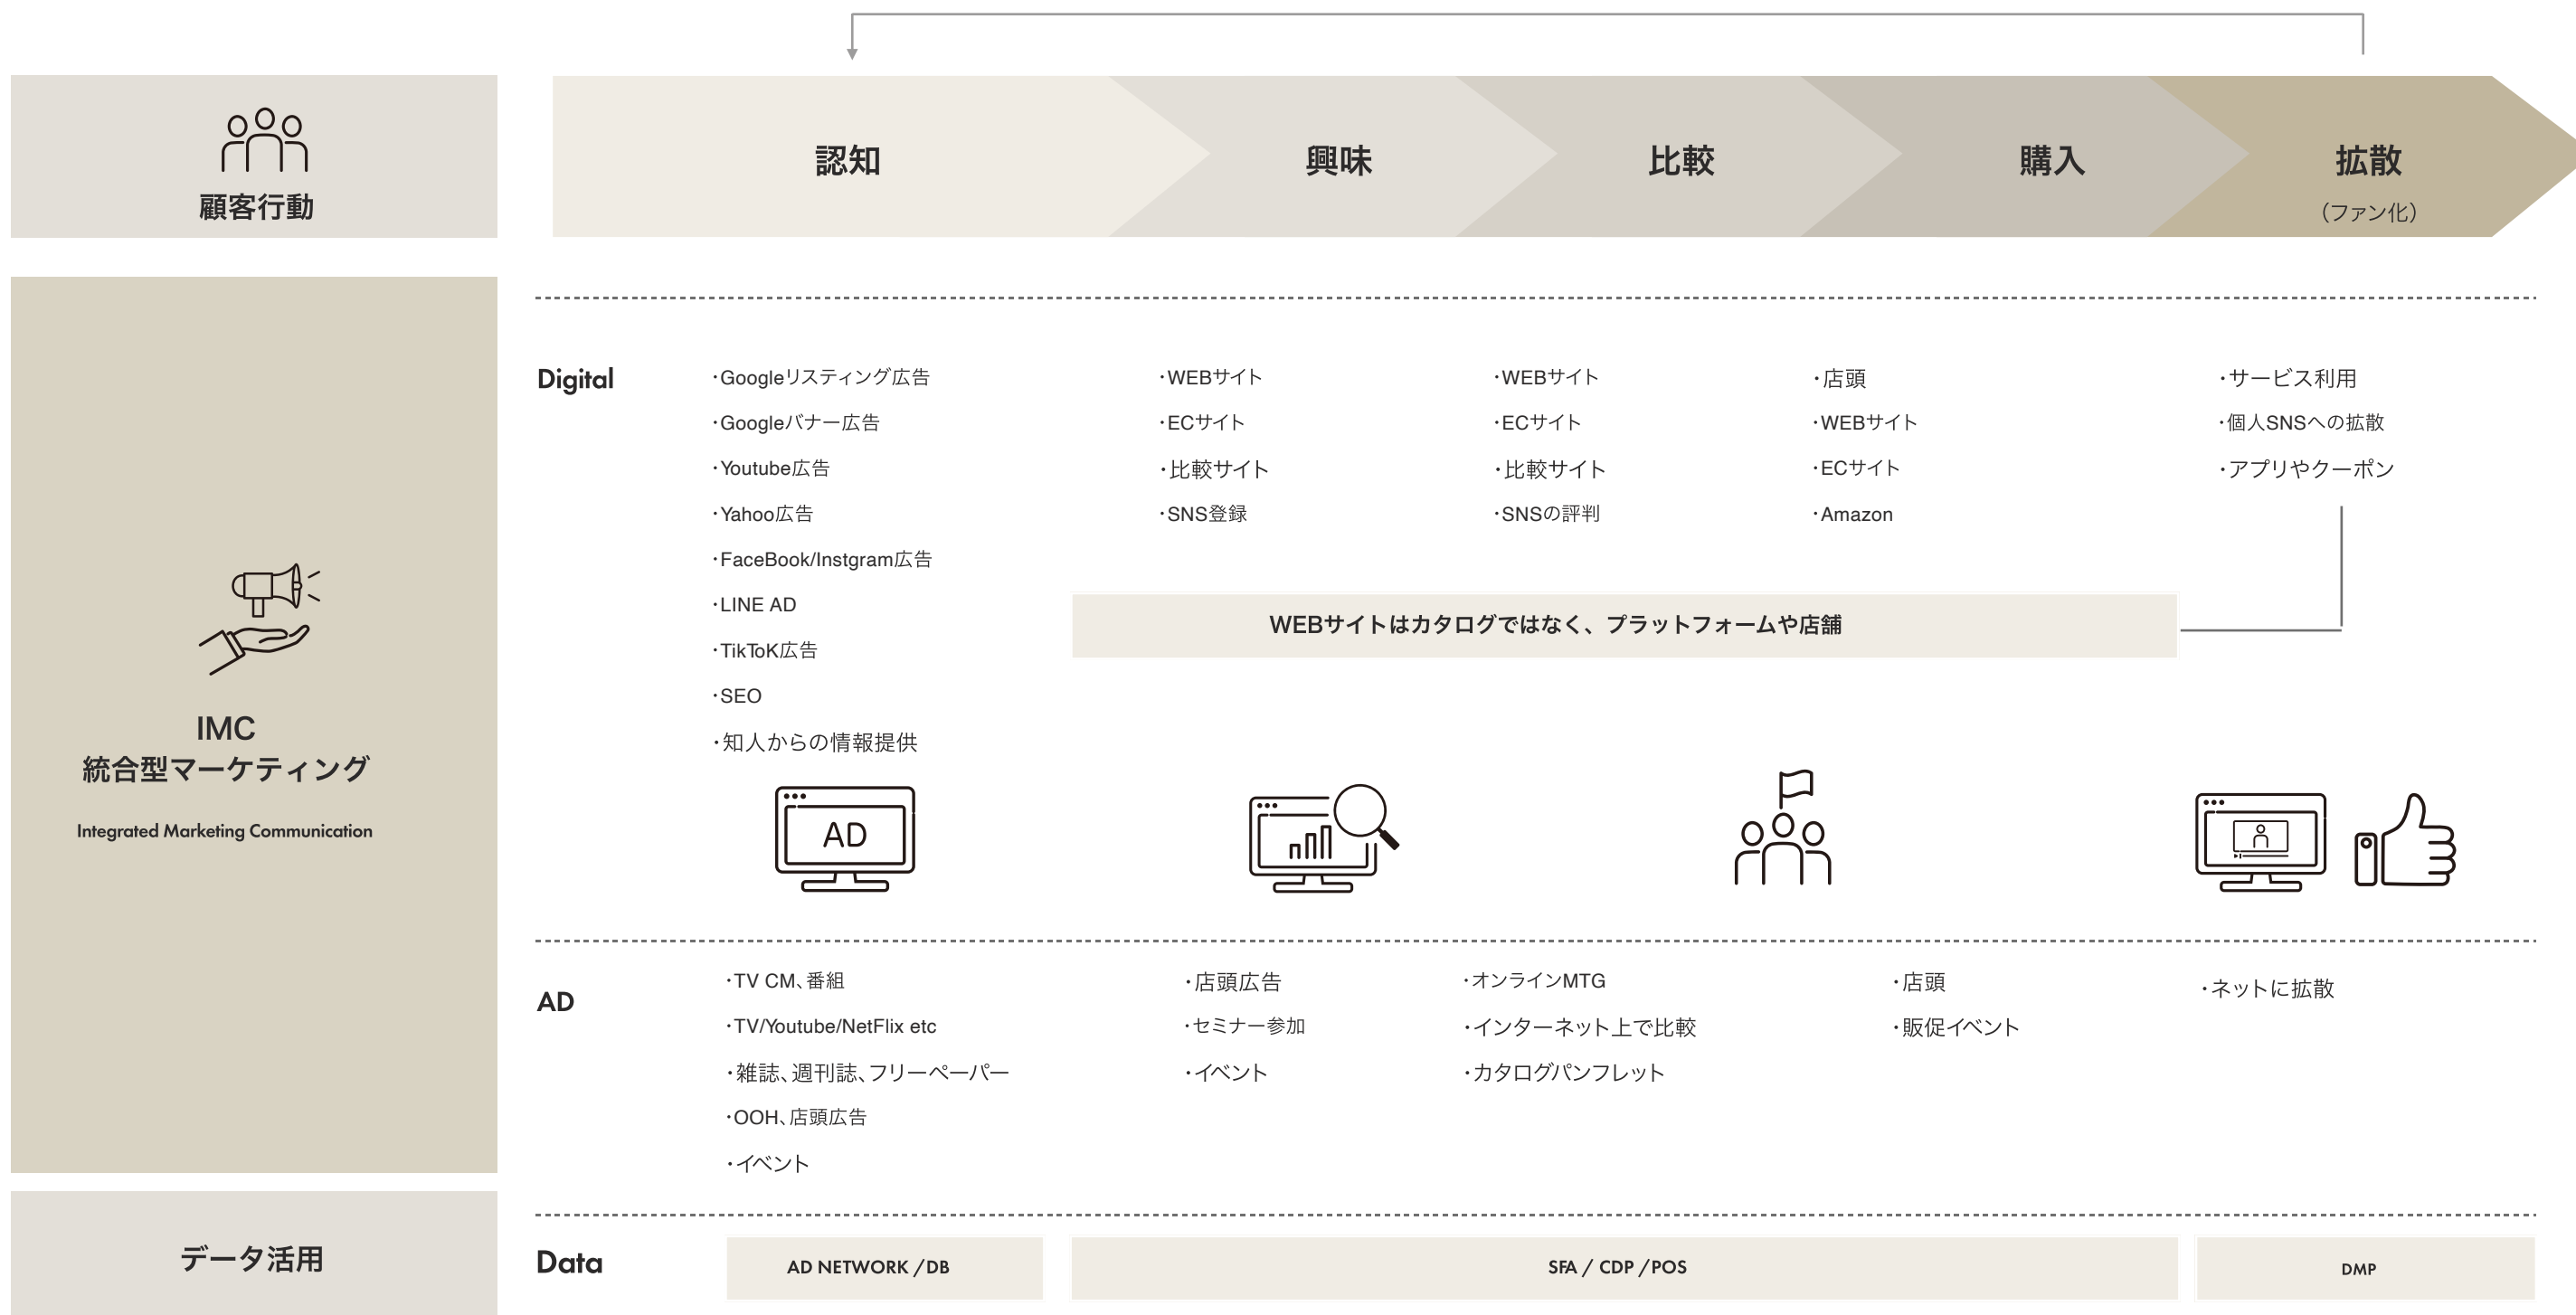 顧客行動
認知
興味
比較
購入
拡散
（ファン化）
IMC
統合型マーケティング
Integrated Marketing Communication
Digital
・Googleリスティング広告
・Googleバナー広告
・Youtube広告
・Yahoo広告
・FaceBook/Instgram広告
・LINE AD
・TikToK広告
・SEO
・知人からの情報提供
・WEBサイト
・ECサイト
・比較サイト
・SNS登録
・WEBサイト
・ECサイト
・比較サイト
・SNSの評判
・店頭
・WEBサイト
・ECサイト
・Amazon
・サービス利用
・個人SNSへの拡散
・アプリやクーポン
WEBサイトはカタログではなく、プラットフォームや店舗
AD
AD
・TV CM、番組
・TV/Youtube/NetFlix etc
・雑誌、週刊誌、フリーペーパー
・OOH、店頭広告
・イベント
・店頭広告
・セミナー参加
・イベント
・オンラインMTG
・インターネット上で比較
・カタログパンフレット
・店頭
・販促イベント
・ネットに拡散
データ活用
Data
AD NETWORK /DB
SFA / CDP /POS
DMP